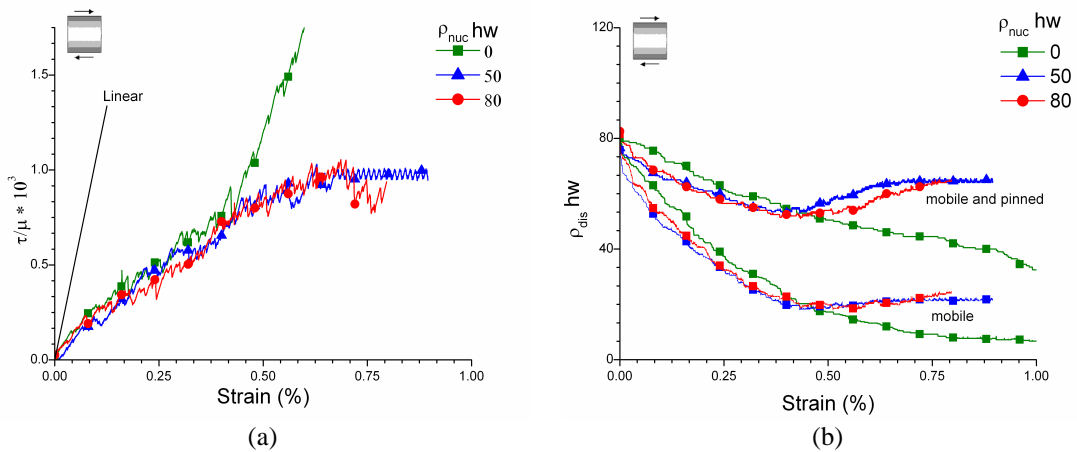 ρnuc hw
0
50
80
Linear
τ/μ * 10³
1.5
1.0
0.5
0.0
0.00 0.25 0.50 0.75 1.00
Strain (%)
(a)
ρnuc hw
0
50
80
ρdis hw
120
80
40
0
mobile and pinned
mobile
0.00 0.25 0.50 0.75 1.00
Strain (%)
(b)